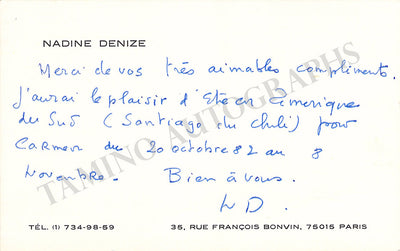 NADINE DENIZE
Merci de vos très aimables compliments.
J'aurai le plaisir d'être en Amérique
du Sud (Santiago du Chili) pour
Carmen du 20 octobre 82 au 8
Novembre. Bien à vous.
ND.
TÉL. (1) 734-98-69 35, RUE FRANÇOIS BONVIN, 75015 PARIS
TAMINO AUTOGRAPHS